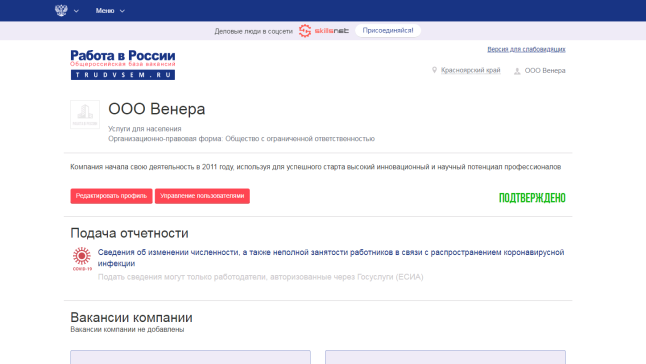 Меню
Деловые люди в соцсети skillsnet Присоединяйся!
Работа в России
Общероссийская база вакансий
TRUDVSEM.RU
Версия для слабовидящих
Красноярский край ООО Венера
ООО Венера
Услуги для населения
Организационно-правовая форма: Общество с ограниченной ответственностью
Компания начала свою деятельность в 2011 году, используя для успешного старта высокий инновационный и научный потенциал профессионалов
Редактировать профиль Управление пользователями ПОДТВЕРЖДЕНО
Подача отчетности
Сведения об изменении численности, а также неполной занятости работников в связи с распространением коронавирусной
инфекции
COVID-19
Подать сведения могут только работодатели, авторизованные через Госуслуги (ЕСИА)
Вакансии компании
Вакансии компании не добавлены